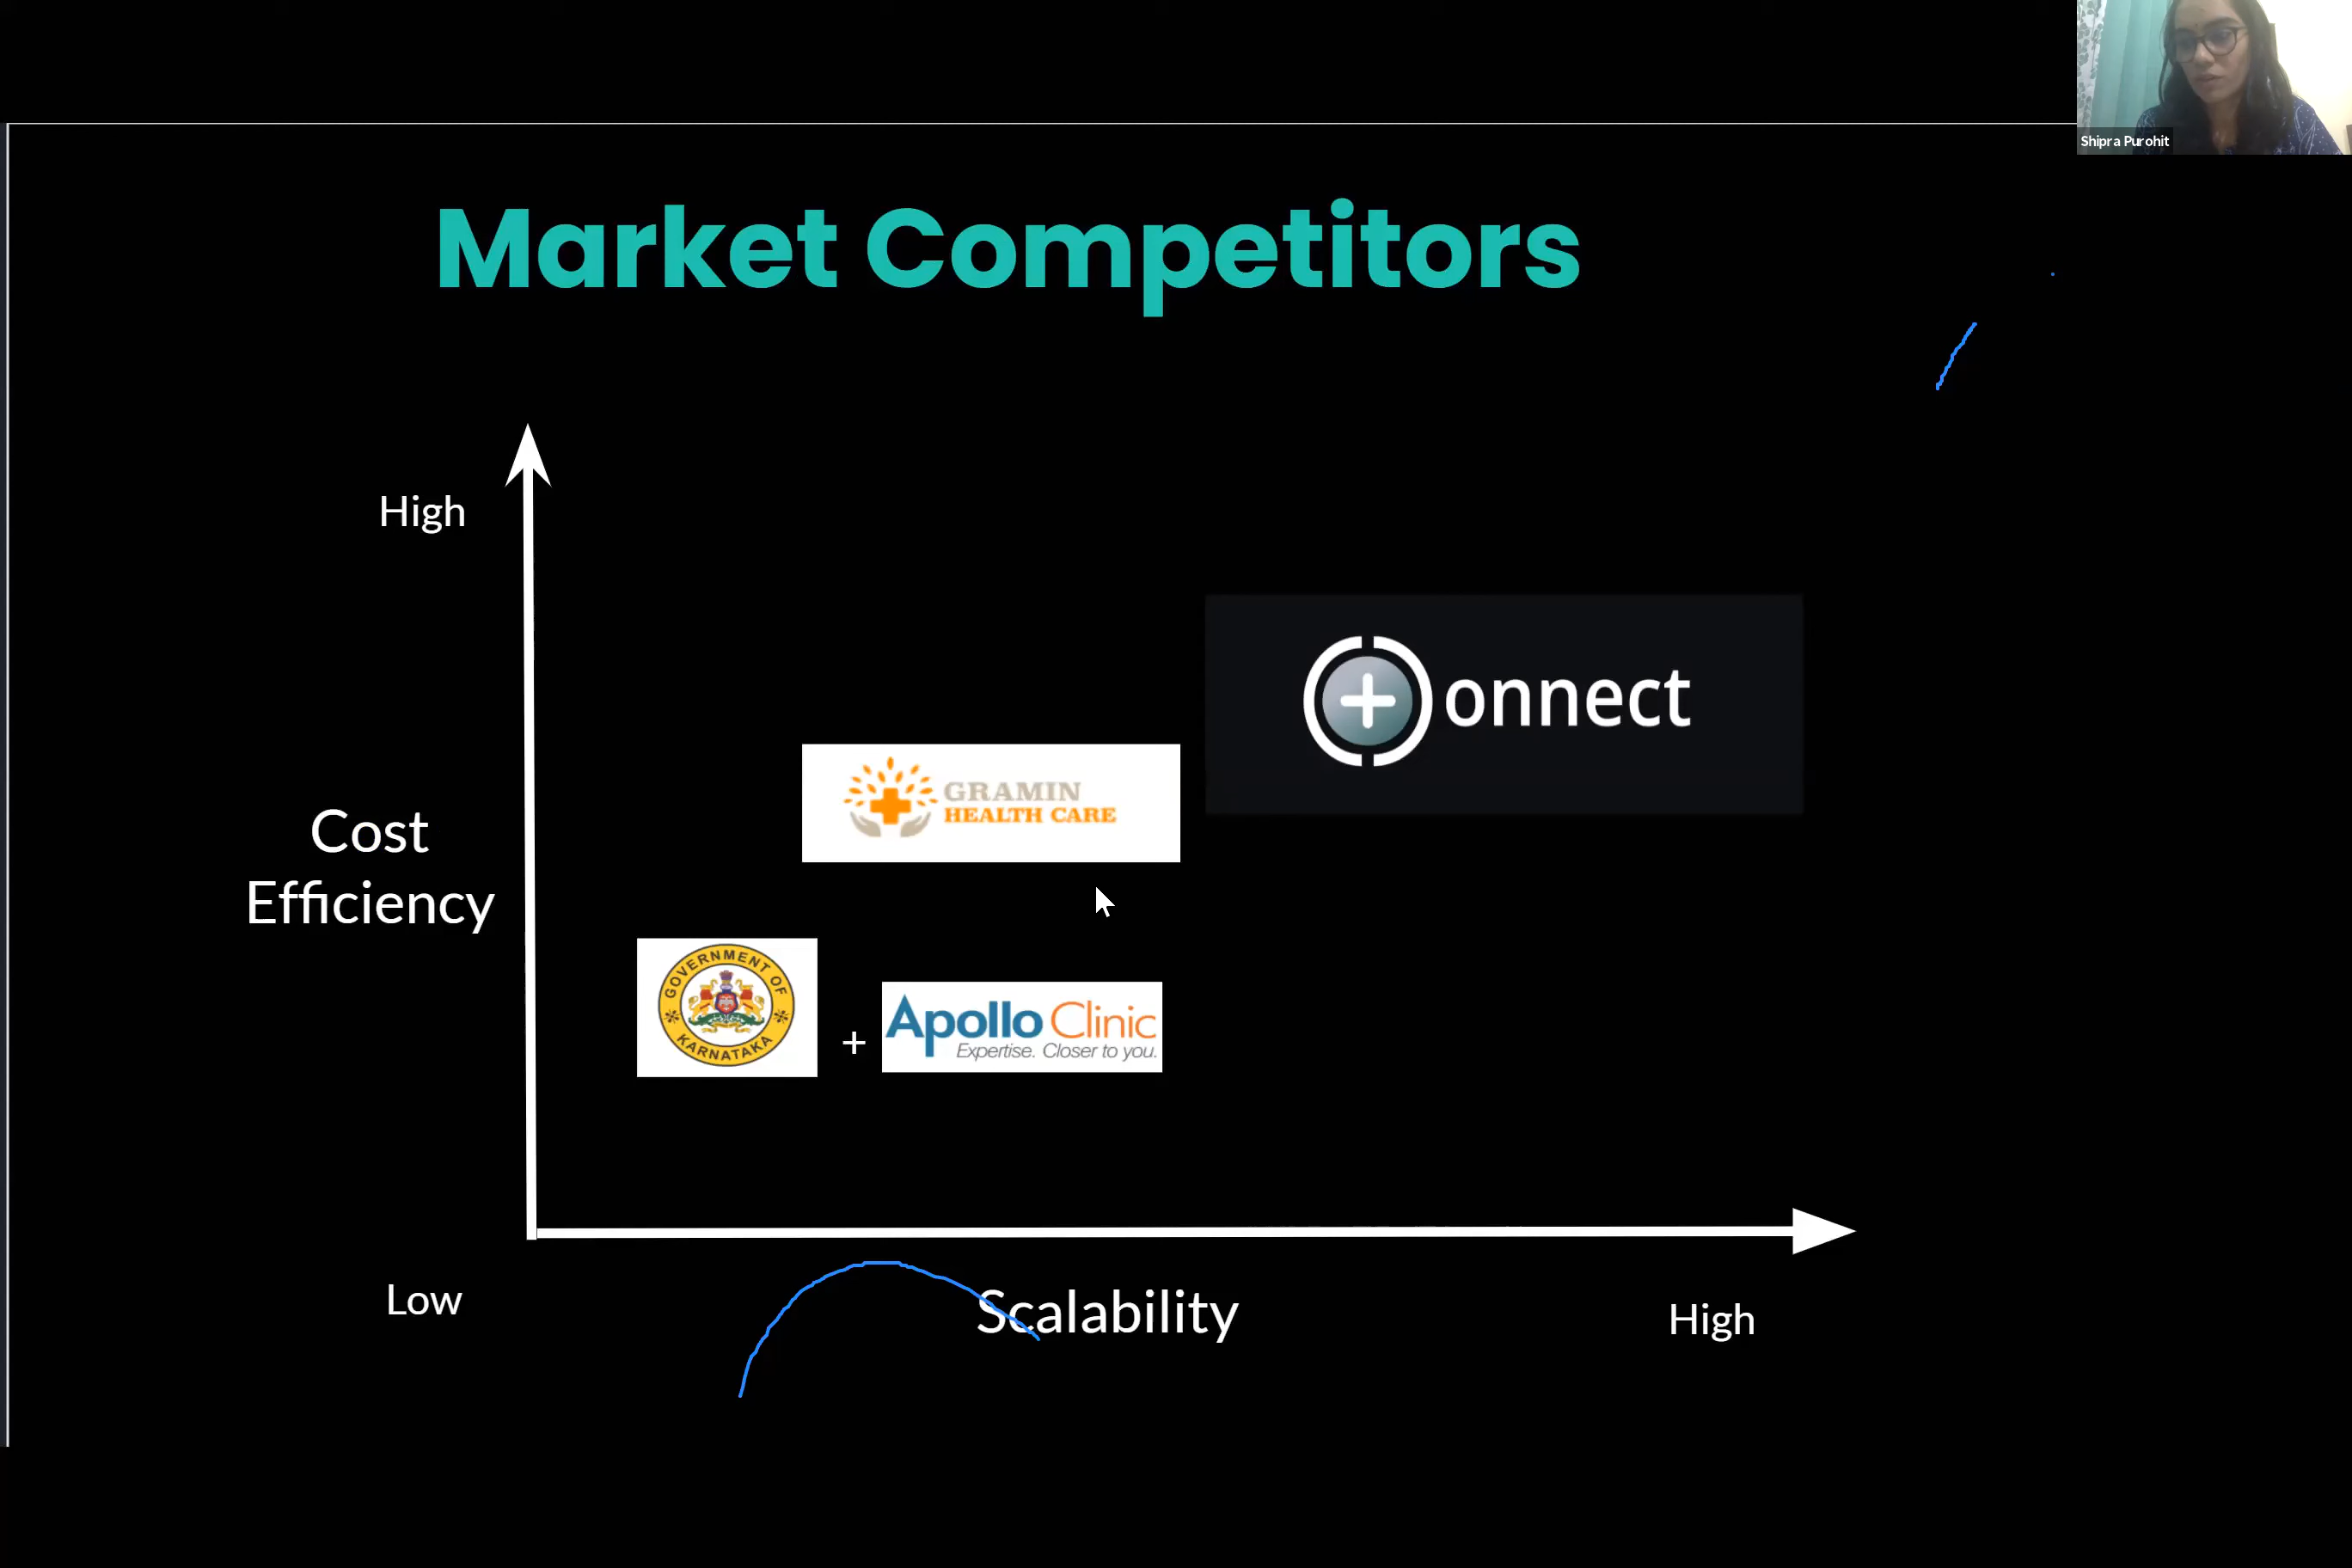 Shipra Purohit
Market Competitors
High
onnect
GRAMIN
HEALTH CARE
Cost
Efficiency
GOVERNMENT OF
KARNATAKA
+
Apollo Clinic
Expertise. Closer to you.
Low
Scalability
High